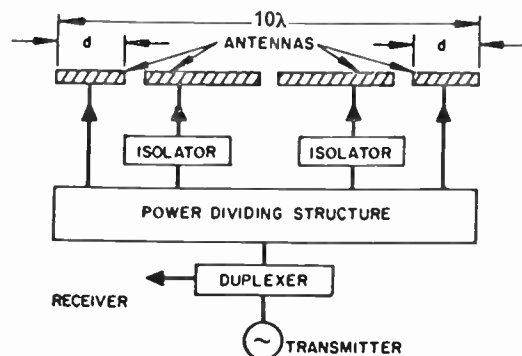 10λ
d ANTENNAS d
ISOLATOR ISOLATOR
POWER DIVIDING STRUCTURE
DUPLEXER
RECEIVER
~ TRANSMITTER